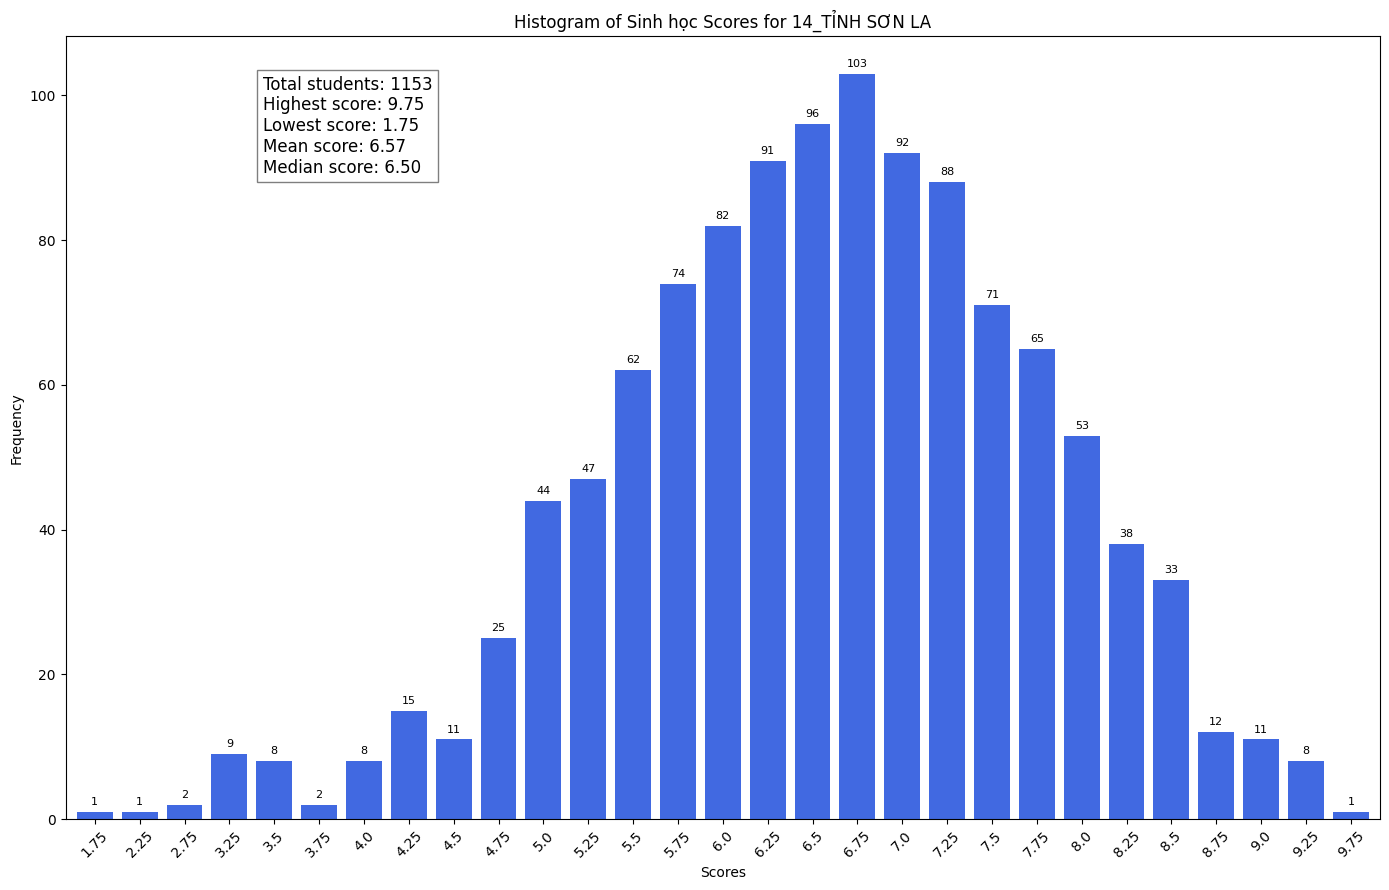 Histogram of Sinh học Scores for 14_TỈNH SƠN LA
Total students: 1153
Highest score: 9.75
Lowest score: 1.75
Mean score: 6.57
Median score: 6.50
Frequency
100
80
60
40
20
0
1 1 2 9 8 2 8 15 11 25 44 47 62 74 82 91 96 103 92 88 71 65 53 38 33 12 11 8 1
1.75 2.25 2.75 3.25 3.5 3.75 4.0 4.25 4.5 4.75 5.0 5.25 5.5 5.75 6.0 6.25 6.5 6.75 7.0 7.25 7.5 7.75 8.0 8.25 8.5 8.75 9.0 9.25 9.75
Scores